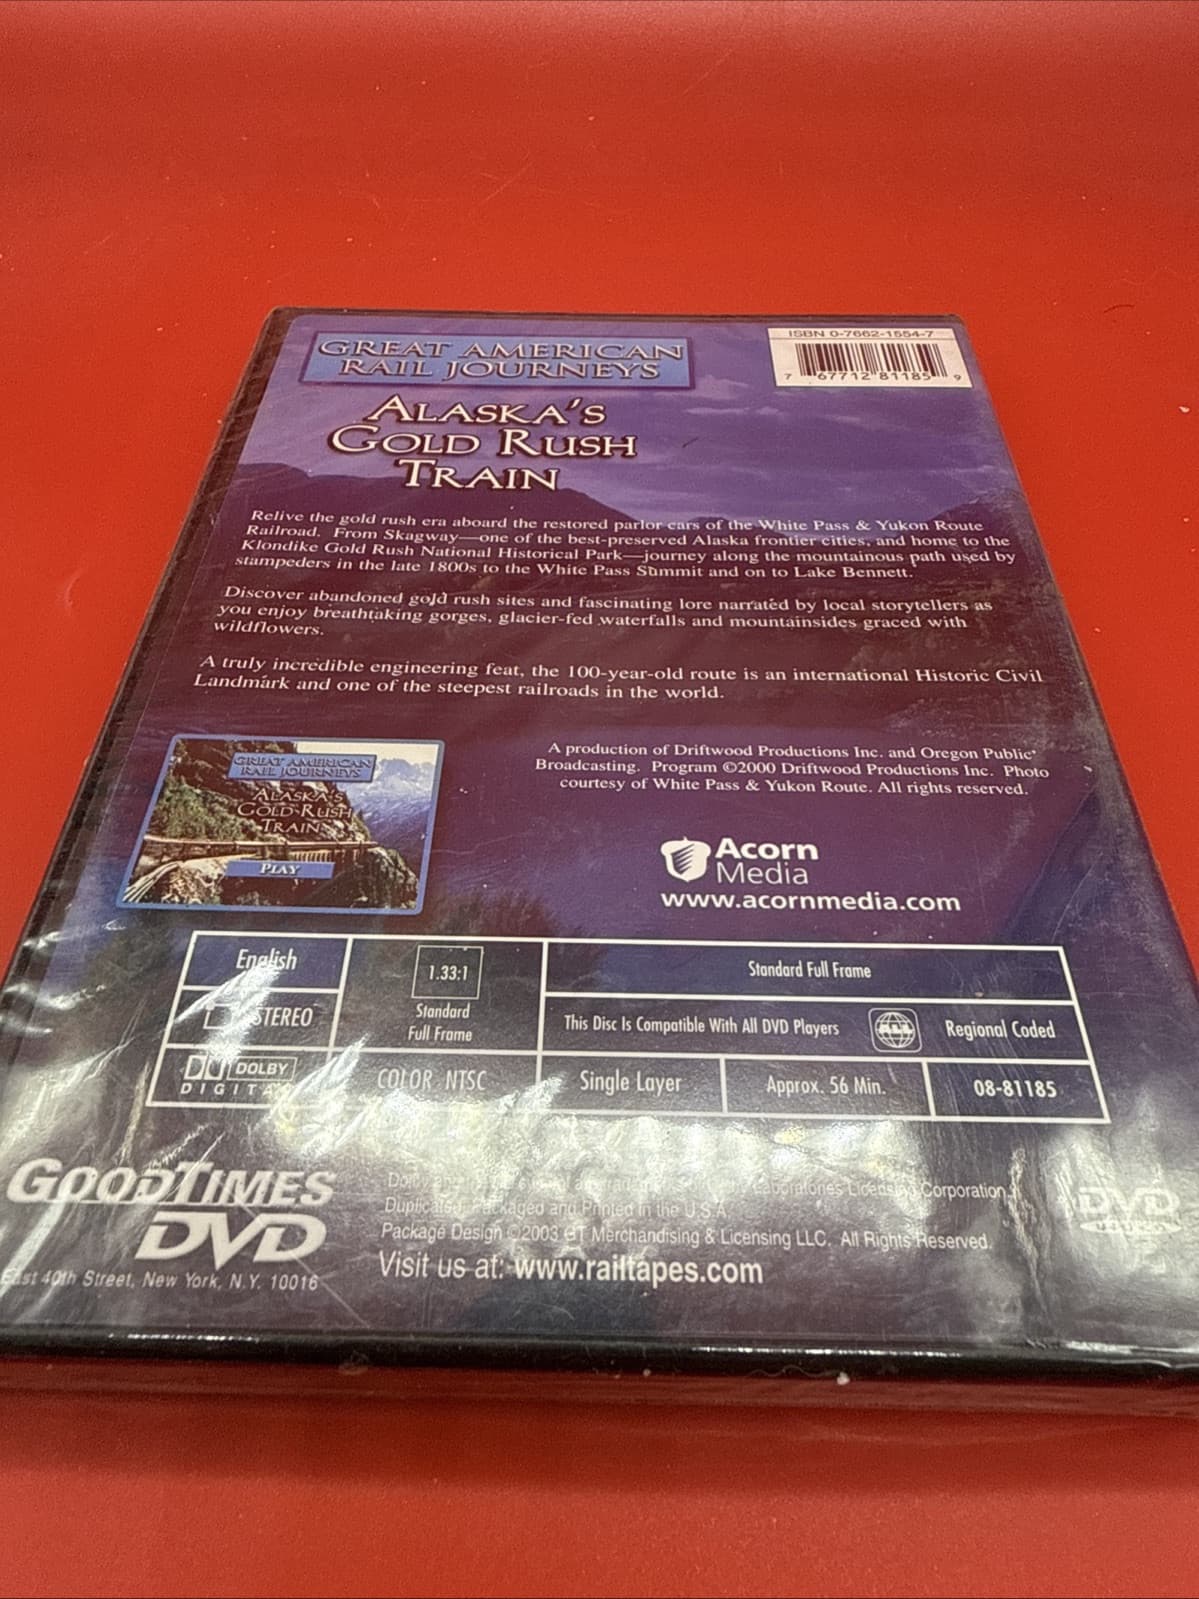 ISBN 0-7662-1554-7
7 67712 81185 9
GREAT AMERICAN
RAIL JOURNEYS
ALASKA'S
GOLD RUSH
TRAIN
Relive the gold rush era aboard the restored parlor cars of the White Pass & Yukon Route
Railroad. From Skagway—one of the best-preserved Alaska frontier cities, and home to the
Klondike Gold Rush National Historical Park—journey along the mountainous path used by
stampeders in the late 1800s to the White Pass Summit and on to Lake Bennett.
Discover abandoned gold rush sites and fascinating lore narrated by local storytellers as
you enjoy breathtaking gorges, glacier-fed waterfalls and mountainsides graced with
wildflowers.
A truly incredible engineering feat, the 100-year-old route is an international Historic Civil
Landmark and one of the steepest railroads in the world.
GREAT AMERICAN
RAIL JOURNEYS
ALASKA'S
GOLD RUSH
TRAIN
PLAY
A production of Driftwood Productions Inc. and Oregon Public
Broadcasting. Program ©2000 Driftwood Productions Inc. Photo
courtesy of White Pass & Yukon Route. All rights reserved.
Acorn
Media
www.acornmedia.com
English
1.33:1
Standard
Full Frame
Standard Full Frame
STEREO
This Disc Is Compatible With All DVD Players
ALL
Regional Coded
DOLBY
DIGITAL
COLOR NTSC
Single Layer
Approx. 56 Min.
08-81185
GOODTIMES
DVD
East 40th Street, New York, N.Y. 10016
Laboratories Licensing Corporation.
Duplicated, Packaged and Printed in the U.S.A.
Package Design ©2003 GT Merchandising & Licensing LLC. All Rights Reserved.
Visit us at: www.railtapes.com
DVD
VIDEO